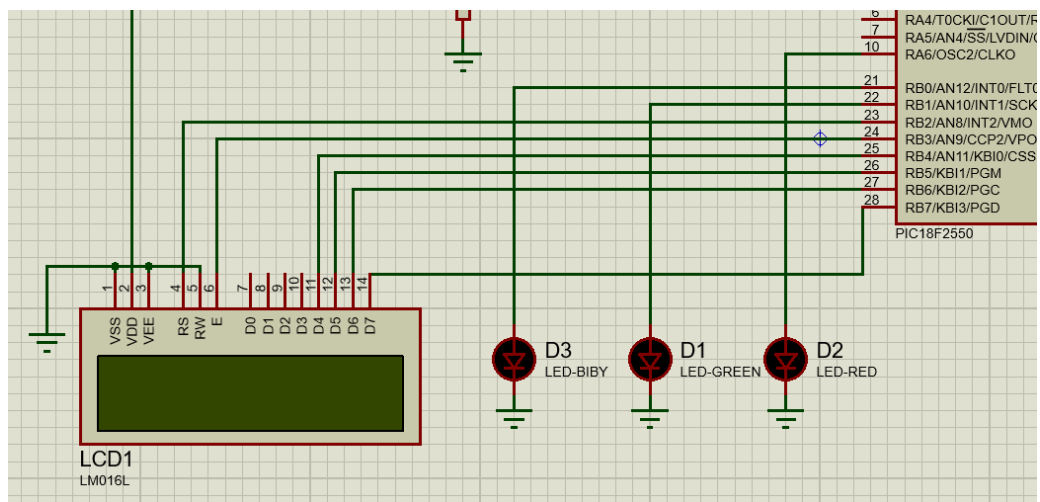 6
RA4/T0CKI/C1OUT/R
7
RA5/AN4/SS/LVDIN/
10
RA6/OSC2/CLKO
21
RB0/AN12/INT0/FLT0
22
RB1/AN10/INT1/SCK
23
RB2/AN8/INT2/VMO
24
RB3/AN9/CCP2/VPO
25
RB4/AN11/KBI0/CSS
26
RB5/KBI1/PGM
27
RB6/KBI2/PGC
28
RB7/KBI3/PGD
PIC18F2550
1 2 3 4 5 6 7 8 9 10 11 12 13 14
VSS VDD VEE RS RW E D0 D1 D2 D3 D4 D5 D6 D7
D3
LED-BIBY
D1
LED-GREEN
D2
LED-RED
LCD1
LM016L